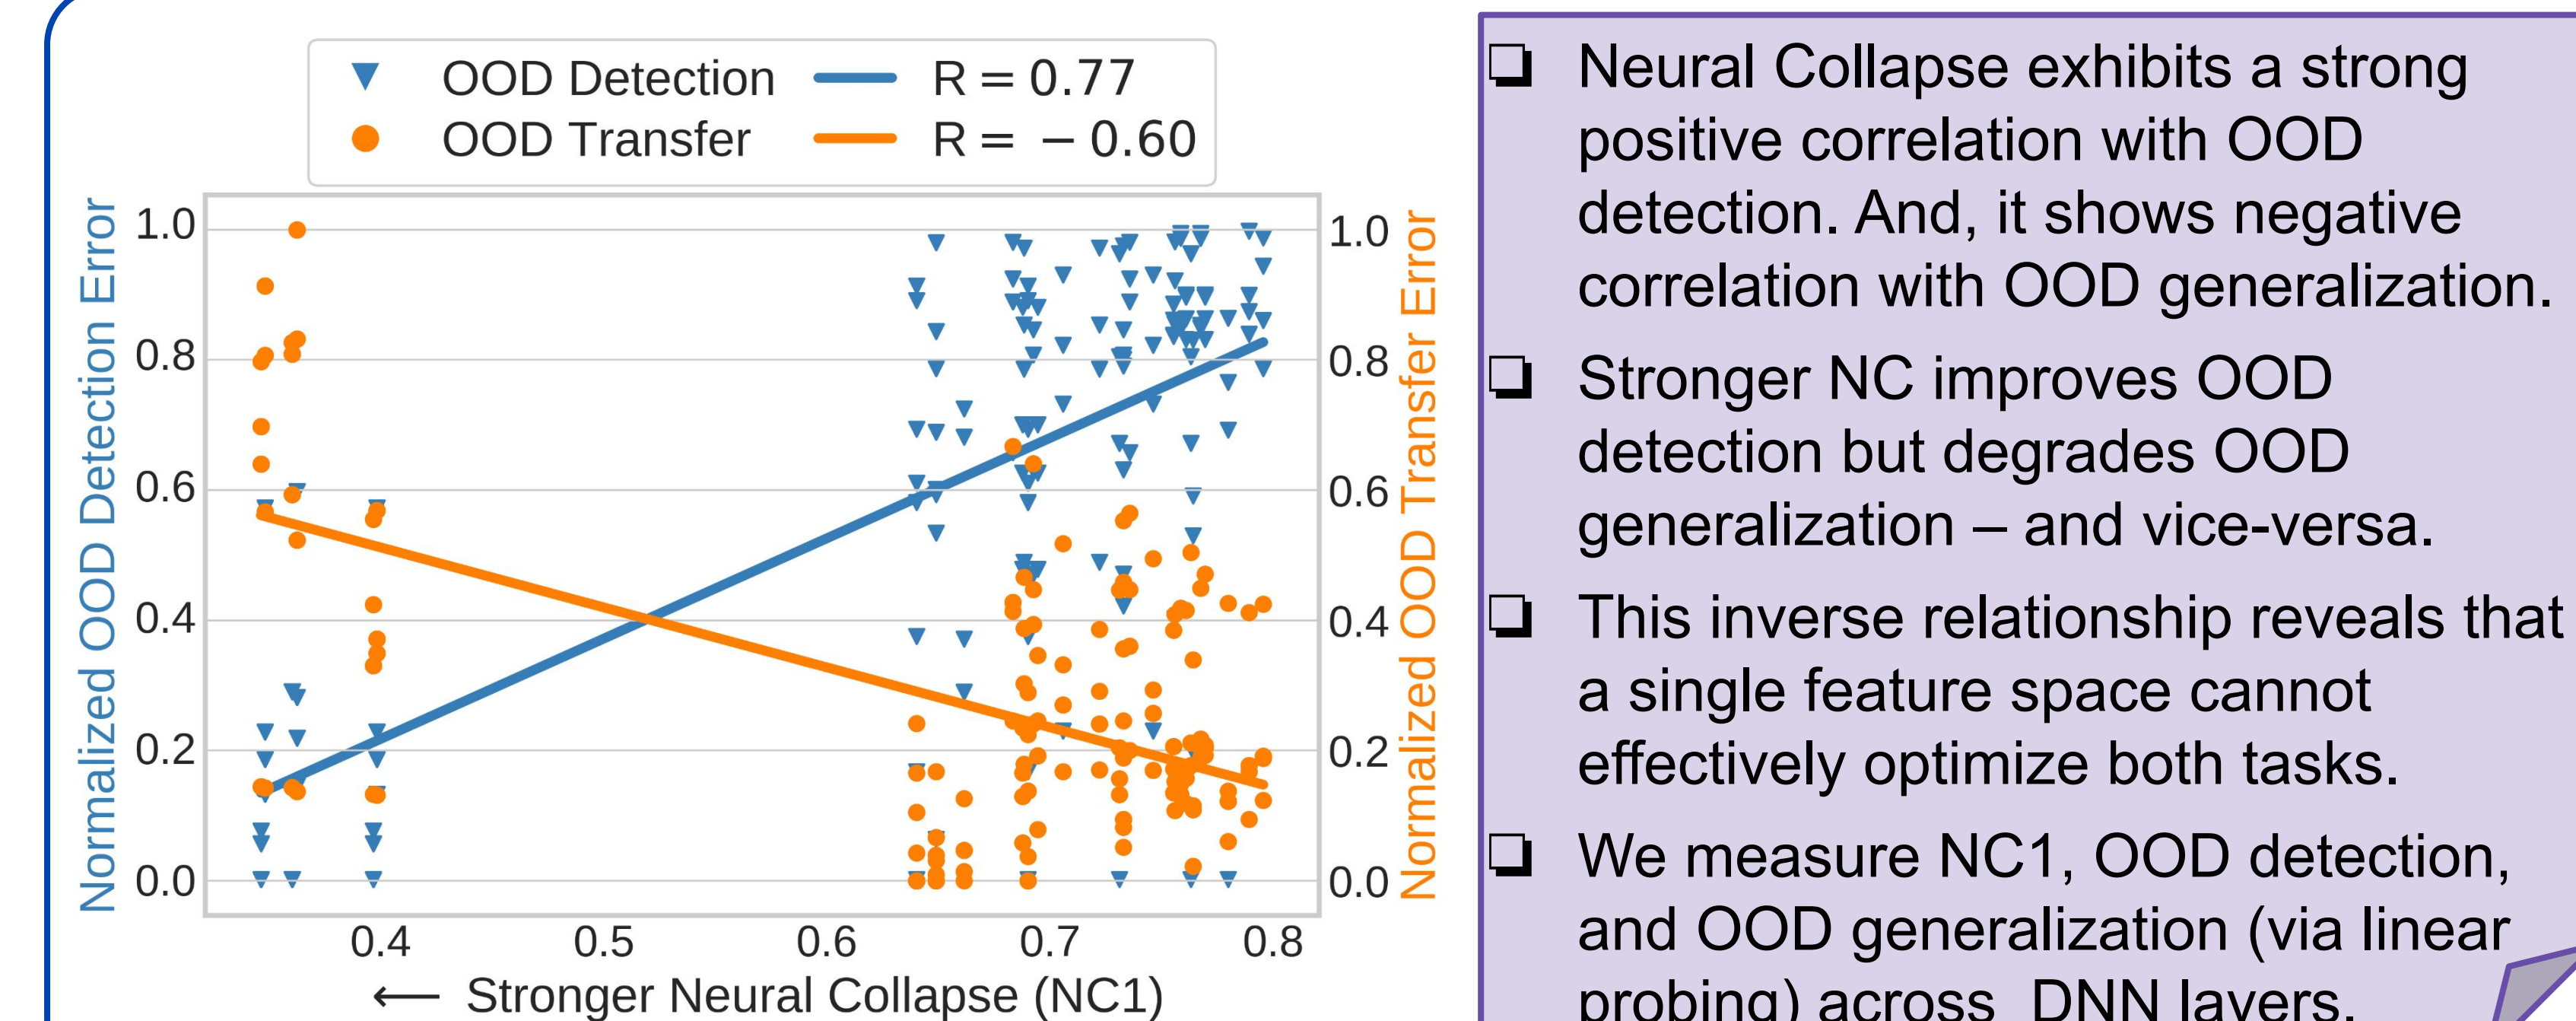 OOD Detection R = 0.77
OOD Transfer R = − 0.60
Normalized OOD Detection Error
1.0
0.8
0.6
0.4
0.2
0.0
1.0
0.8
0.6
0.4
0.2
0.0
Normalized OOD Transfer Error
0.4 0.5 0.6 0.7 0.8
← Stronger Neural Collapse (NC1)
❏ Neural Collapse exhibits a strong
positive correlation with OOD
detection. And, it shows negative
correlation with OOD generalization.
❏ Stronger NC improves OOD
detection but degrades OOD
generalization – and vice-versa.
❏ This inverse relationship reveals that
a single feature space cannot
effectively optimize both tasks.
❏ We measure NC1, OOD detection,
and OOD generalization (via linear
probing) across DNN layers.